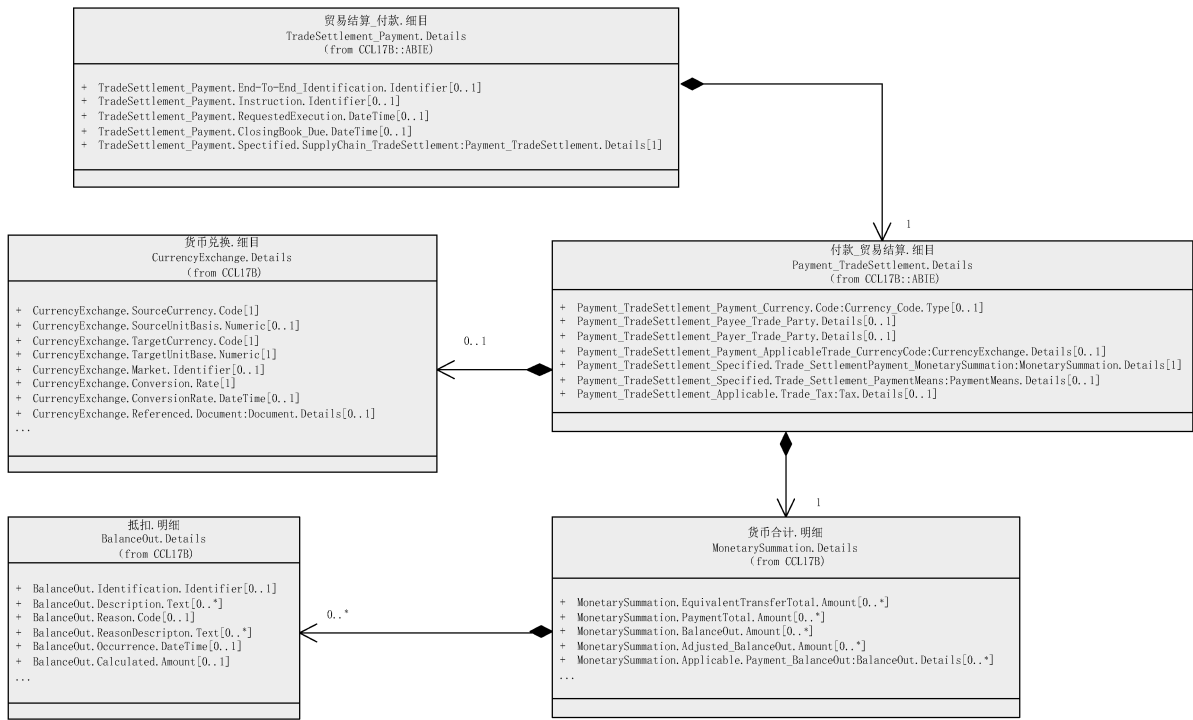 贸易结算_付款.细目
TradeSettlement_Payment.Details
(from CCL17B::ABIE)
+ TradeSettlement_Payment.End-To-End_Identification.Identifier[0..1]
+ TradeSettlement_Payment.Instruction.Identifier[0..1]
+ TradeSettlement_Payment.RequestedExecution.DateTime[0..1]
+ TradeSettlement_Payment.ClosingBook_Due.DateTime[0..1]
+ TradeSettlement_Payment.Spectified.SupplyChain_TradeSettlement:Payment_TradeSettlement.Details[1]
1
货币兑换.细目
CurrencyExchange.Details
(from CCL17B)
+ CurrencyExchange.SourceCurrency.Code[1]
+ CurrencyExchange.SourceUnitBasis.Numeric[0..1]
+ CurrencyExchange.TargetCurrency.Code[1]
+ CurrencyExchange.TargetUnitBase.Numeric[1]
+ CurrencyExchange.Market.Identifier[0..1]
+ CurrencyExchange.Conversion.Rate[1]
+ CurrencyExchange.ConversionRate.DateTime[0..1]
+ CurrencyExchange.Referenced.Document:Document.Details[0..1]
...
0..1
付款_贸易结算.细目
Payment_TradeSettlement.Details
(from CCL17B::ABIE)
+ Payment_TradeSettlement_Payment_Currency.Code:Currency_Code.Type[0..1]
+ Payment_TradeSettlement_Payee_Trade_Party.Details[0..1]
+ Payment_TradeSettlement_Payer_Trade_Party.Details[0..1]
+ Payment_TradeSettlement_Payment_ApplicableTrade_CurrencyCode:CurrencyExchange.Details[0..1]
+ Payment_TradeSettlement_Specified.Trade_SettlementPayment_MonetarySummation:MonetarySummation.Details[1]
+ Payment_TradeSettlement_Specified.Trade_Settlement_PaymentMeans:PaymentMeans.Details[0..1]
+ Payment_TradeSettlement_Applicable.Trade_Tax:Tax.Details[0..1]
1
抵扣.明细
BalanceOut.Details
(from CCL17B)
+ BalanceOut.Identification.Identifier[0..1]
+ BalanceOut.Description.Text[0..*]
+ BalanceOut.Reason.Code[0..1]
+ BalanceOut.ReasonDescripton.Text[0..*]
+ BalanceOut.Occurrence.DateTime[0..1]
+ BalanceOut.Calculated.Amount[0..1]
...
0..*
货币合计.明细
MonetarySummation.Details
(from CCL17B)
+ MonetarySummation.EquivalentTransferTotal.Amount[0..*]
+ MonetarySummation.PaymentTotal.Amount[0..*]
+ MonetarySummation.BalanceOut.Amount[0..*]
+ MonetarySummation.Adjusted_BalanceOut.Amount[0..*]
+ MonetarySummation.Applicable.Payment_BalanceOut:BalanceOut.Details[0..*]
...